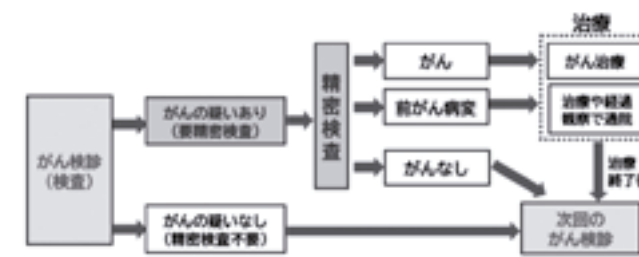 治療
がん
がん治療
がんの疑いあり
(要精密検査)
精密検査
前がん病変
治療や経過
観察で通院
がん検診
(検査)
がんなし
治療
終了
がんの疑いなし
(精密検査不要)
次回の
がん検診